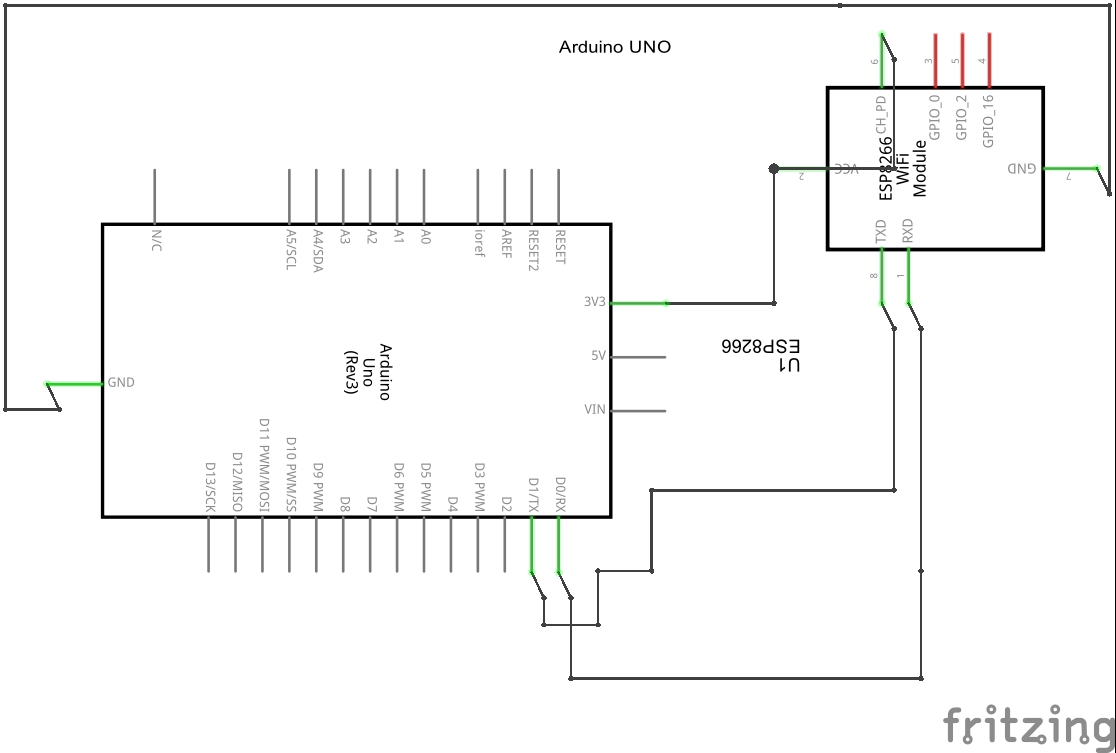 Arduino UNO
6
3
5
4
CH_PD
GPIO_0
GPIO_2
GPIO_16
2
VCC
ESP8266
WiFi
Module
GND
7
TXD
RXD
8
1
N/C
A5/SCL
A4/SDA
A3
A2
A1
A0
ioref
AREF
RESET2
RESET
3V3
5V
VIN
GND
Arduino
Uno
(Rev3)
U1
ESP8266
D13/SCK
D12/MISO
D11 PWM/MOSI
D10 PWM/SS
D9 PWM
D8
D7
D6 PWM
D5 PWM
D4
D3 PWM
D2
D1/TX
D0/RX
fritzing